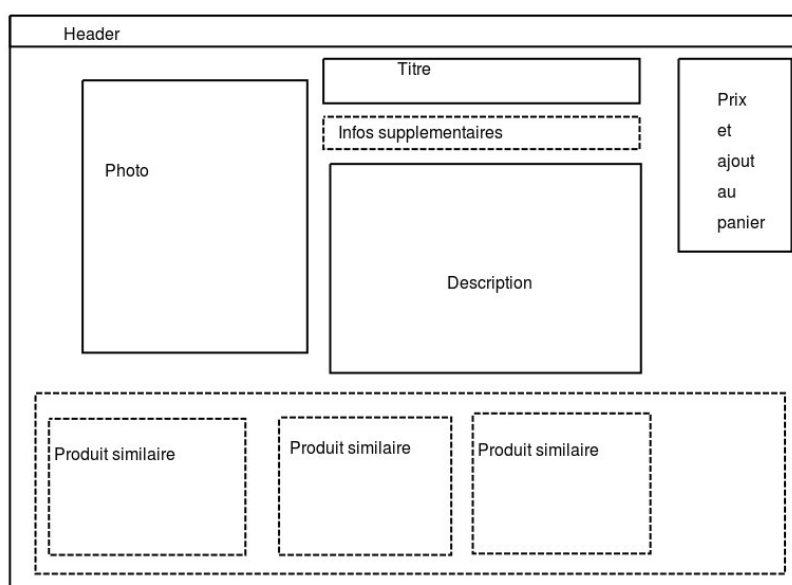 Header
Titre
Infos supplementaires
Photo
Prix
et
ajout
au
panier
Description
Produit similaire
Produit similaire
Produit similaire